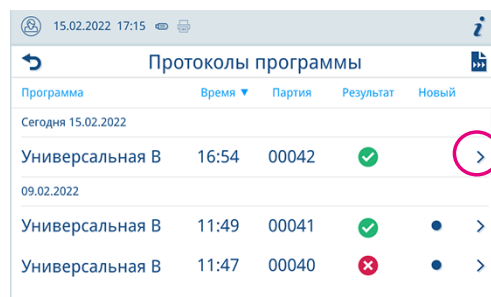 15.02.2022 17:15 i
Протоколы программы
Программа Время ▼ Партия Результат Новый
Сегодня 15.02.2022
Универсальная B 16:54 00042
09.02.2022
Универсальная B 11:49 00041
Универсальная B 11:47 00040